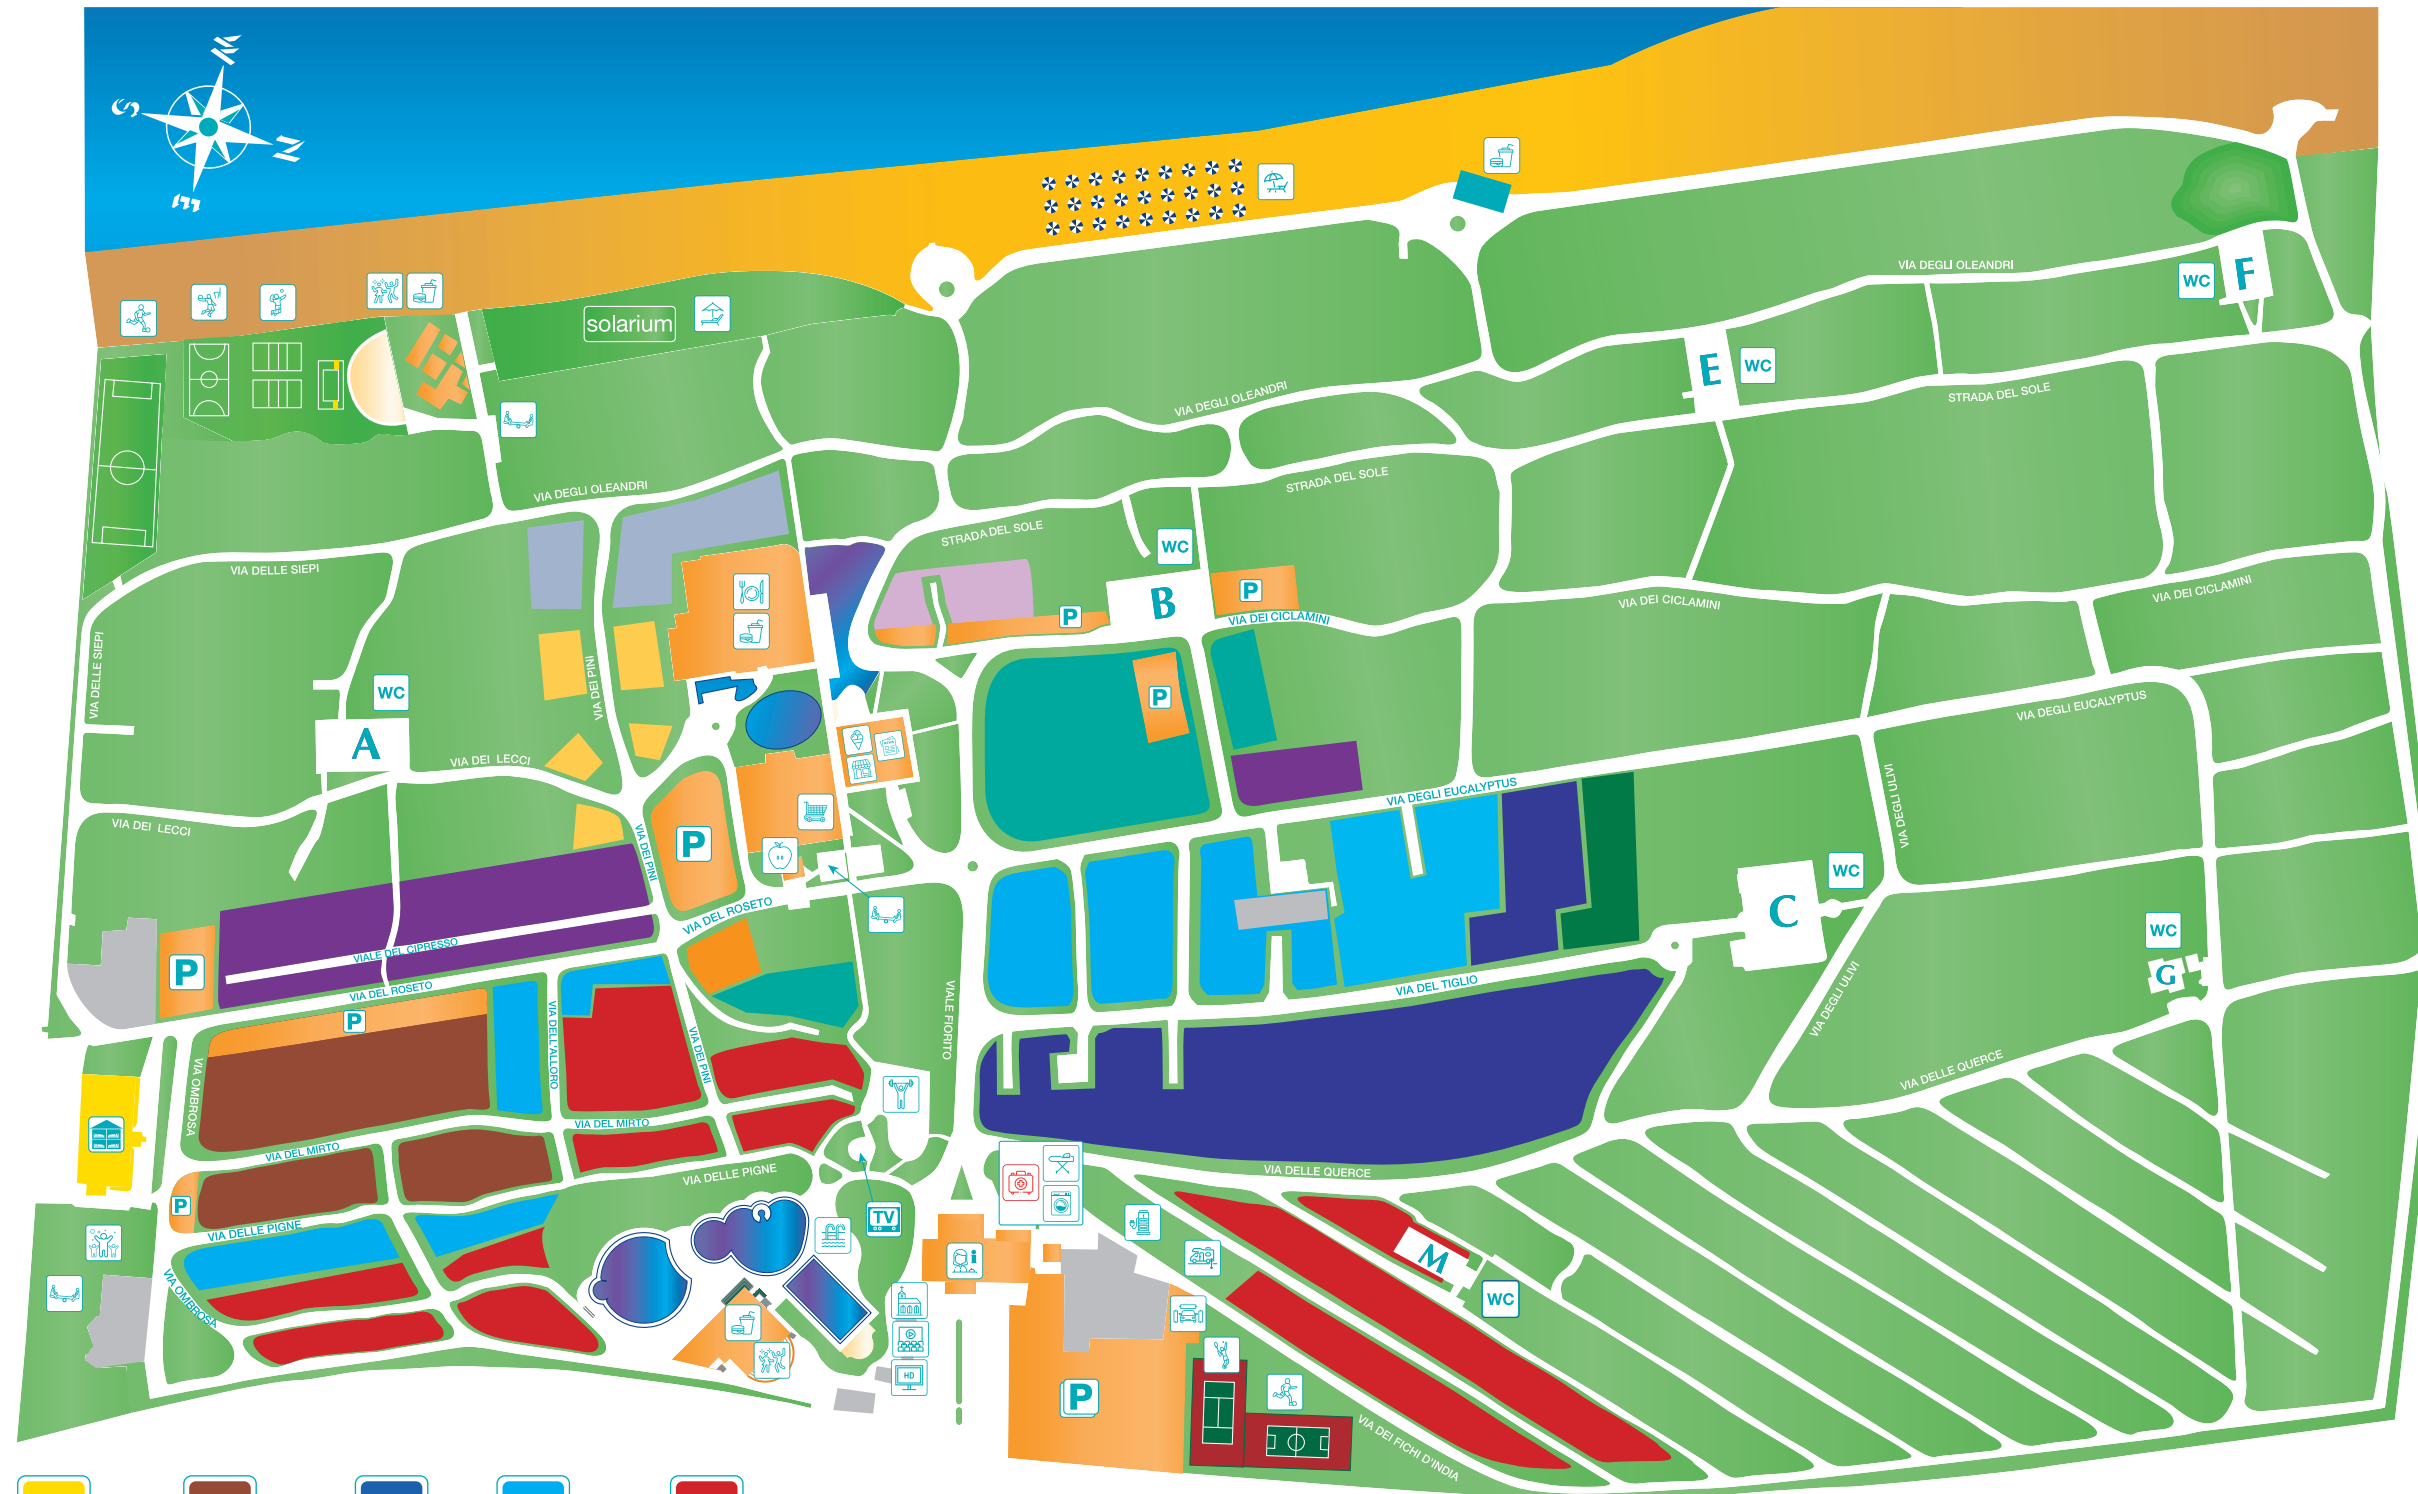 N
S
N
E
solarium
VIA DEGLI OLEANDRI
WC
F
E
WC
STRADA DEL SOLE
VIA DEGLI OLEANDRI
VIA DEGLI OLEANDRI
STRADA DEL SOLE
STRADA DEL SOLE
WC
B
P
P
VIA DEI CICLAMINI
VIA DEI CICLAMINI
VIA DEI CICLAMINI
VIA DELLE SIEPI
VIA DELLE SIEPI
WC
A
VIA DEI PINI
VIA DEI LECCI
VIA DEI LECCI
P
NEWS
VIA DEGLI EUCALYPTUS
VIA DEGLI EUCALYPTUS
VIA DEGLI ULIVI
VIA DEI PINI
P
VIA DEL ROSETO
WC
C
WC
G
VIALE DEL CIPRESSO
P
VIA DEL ROSETO
P
VIA DELL'ALLORO
VIA DEI PINI
VIALE FIORITO
VIA DEL TIGLIO
VIA DEGLI ULIVI
VIA DELLE QUERCE
VIA OMBROSA
VIA DEL MIRTO
VIA DEL MIRTO
VIA DELLE PIGNE
VIA DELLE QUERCE
P
VIA DELLE PIGNE
TV
i
M
WC
VIA OMBROSA
HD
P
VIA DEI FICHI D'INDIA